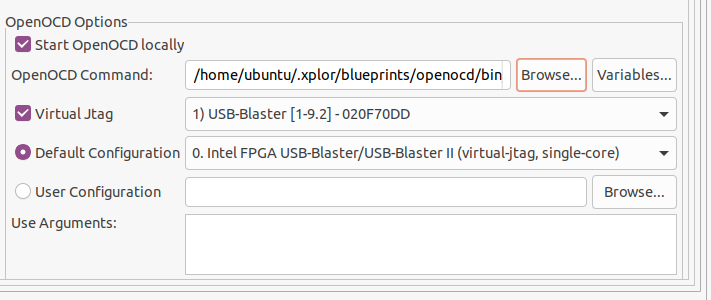 OpenOCD Options
Start OpenOCD locally
OpenOCD Command: /home/ubuntu/.xplor/blueprints/openocd/bin Browse... Variables...
Virtual Jtag 1) USB-Blaster [1-9.2] - 020F70DD
Default Configuration 0. Intel FPGA USB-Blaster/USB-Blaster II (virtual-jtag, single-core)
User Configuration Browse...
Use Arguments: